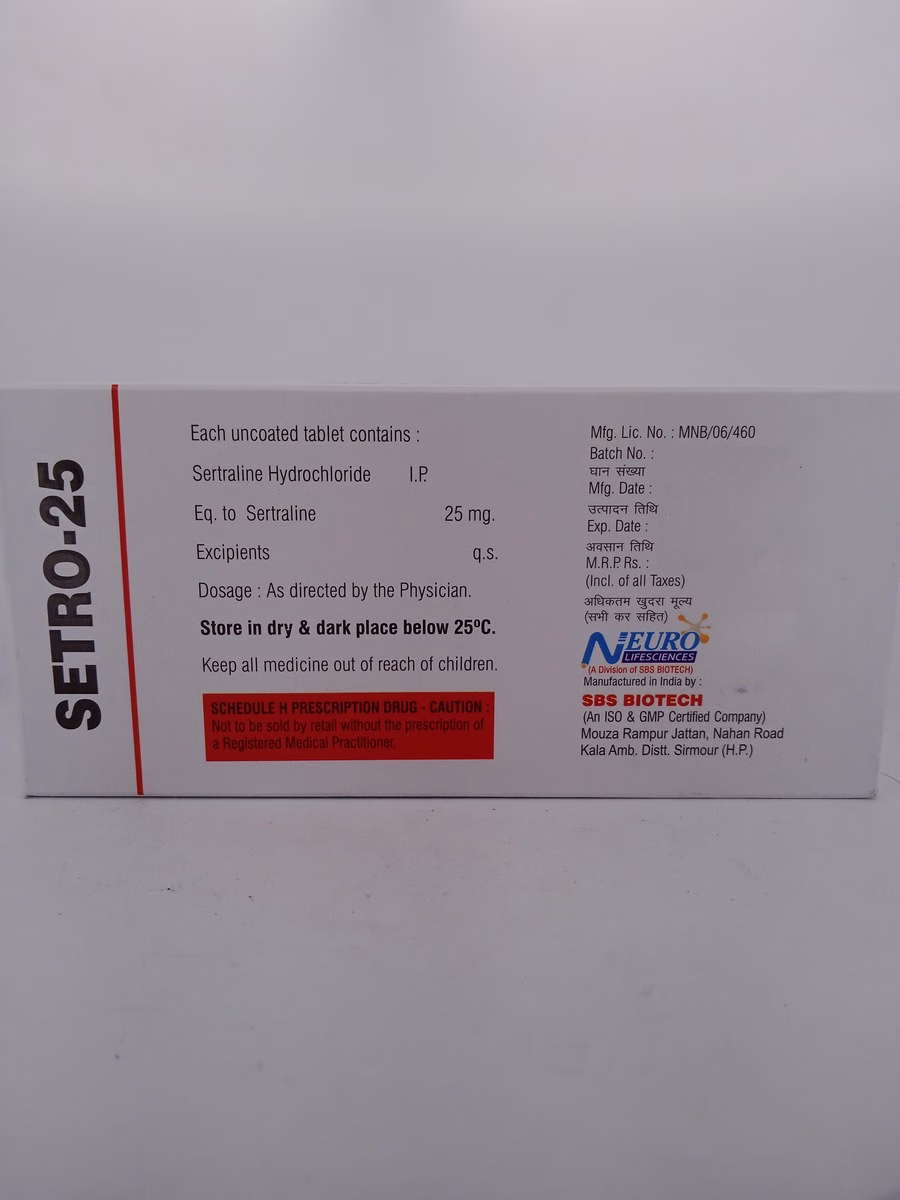 SETRO-25
Each uncoated tablet contains :
Sertraline Hydrochloride I.P.
Eq. to Sertraline 25 mg.
Excipients q.s.
Dosage : As directed by the Physician.
Store in dry & dark place below 25ºC.
Keep all medicine out of reach of children.
SCHEDULE H PRESCRIPTION DRUG - CAUTION :
Not to be sold by retail without the prescription of
a Registered Medical Practitioner.
Mfg. Lic. No. : MNB/06/460
Batch No. :
घान संख्या
Mfg. Date :
उत्पादन तिथि
Exp. Date :
अवसान तिथि
M.R.P. Rs. :
(Incl. of all Taxes)
अधिकतम खुदरा मूल्य
(सभी कर सहित)
NEURO
LIFESCIENCES
(A Division of SBS BIOTECH)
Manufactured in India by :
SBS BIOTECH
(An ISO & GMP Certified Company)
Mouza Rampur Jattan, Nahan Road
Kala Amb. Distt. Sirmour (H.P.)